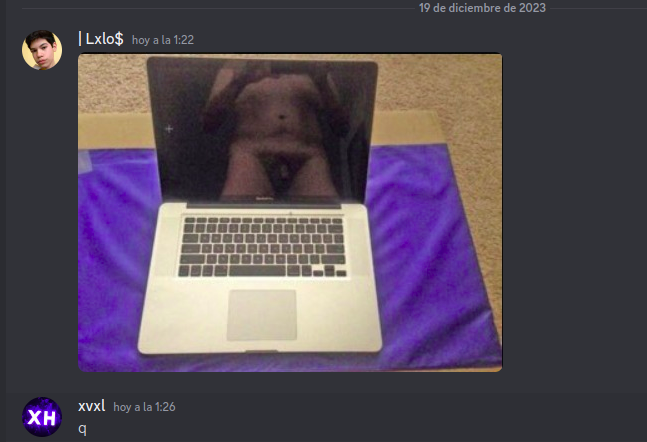 19 de diciembre de 2023
| Lxlo$ hoy a la 1:22
XH
xvxl hoy a la 1:26
q